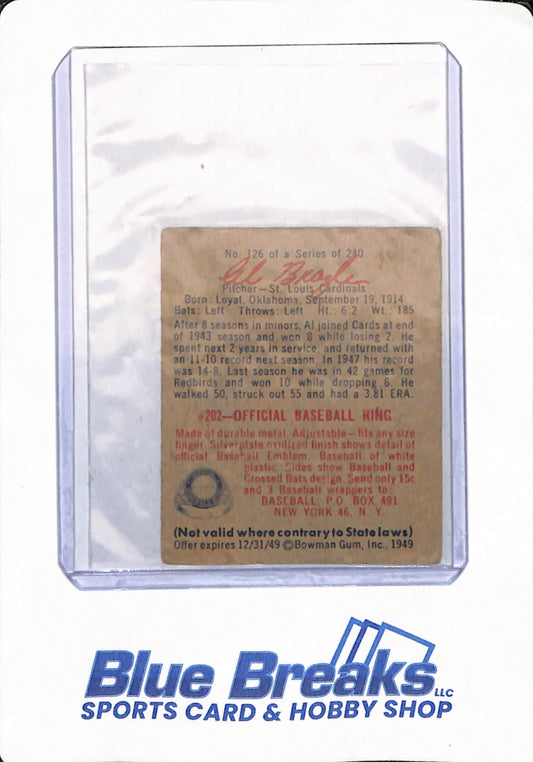 No. 126 of a Series of 240
Al Brazle
Pitcher—St. Louis Cardinals
Born: Loyal, Oklahoma, September 19, 1914
Bats: Left Throws: Left Ht.: 6:2 Wt.: 185
After 8 seasons in minors, Al joined Cards at end
of 1943 season and won 8 while losing 2. He
spent next 2 years in service, and returned with
an 11-10 record next season. In 1947 his record
was 14-8. Last season he was in 42 games for
Redbirds and won 10 while dropping 6. He
walked 50, struck out 55 and had a 3.81 ERA.
#202—OFFICIAL BASEBALL RING
Made of durable metal. Adjustable—fits any size
finger. Silverplate oxidized finish shows detail of
official Baseball Emblem. Baseball of white
plastic. Sides show Baseball and
Crossed Bats design. Send only 15c
and 3 Baseball wrappers to:
BASEBALL, P.O. BOX 491
NEW YORK 46, N. Y.
(Not valid where contrary to State laws)
Offer expires 12/31/49 ©Bowman Gum, Inc., 1949
Blue Breaks LLC
SPORTS CARD & HOBBY SHOP